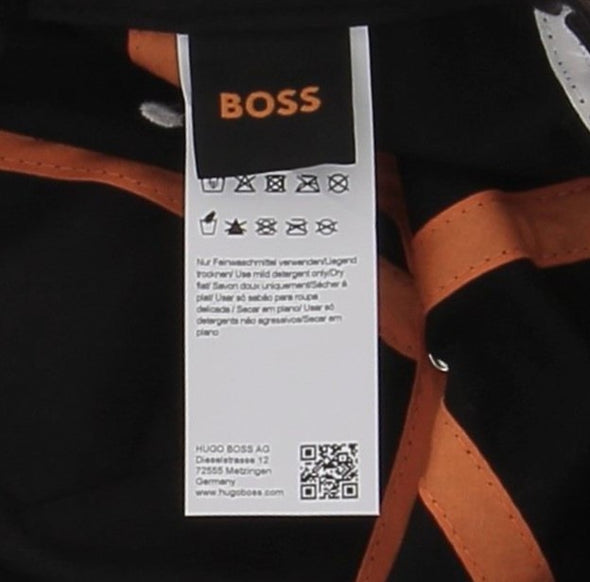 BOSS
Nur Feinwaschmittel verwenden/Liegend
trocknen/ Use mild detergent only/Dry
flat/ Savon doux uniquement/Sécher à
plat/ Usar só sabão para roupa
delicada / Secar em plano/ Usar só
detergents não agressivos/Secar em
plano
HUGO BOSS AG
Dieselstrasse 12
72555 Metzingen
Germany
www.hugoboss.com